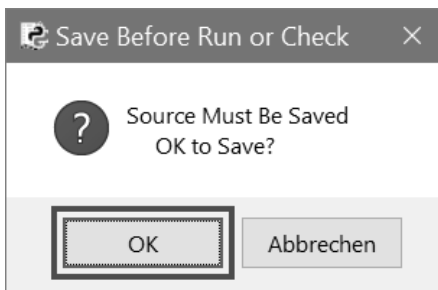 Save Before Run or Check
?
Source Must Be Saved
OK to Save?
OK
Abbrechen